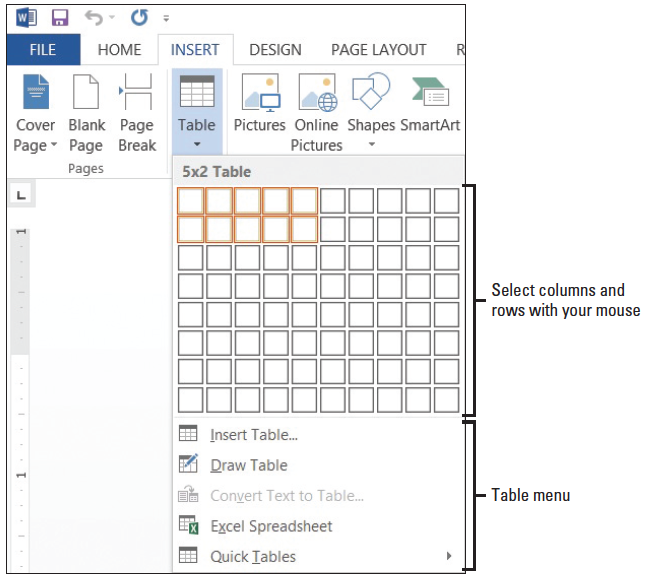 FILE HOME INSERT DESIGN PAGE LAYOUT R
Cover Page
Blank Page
Page Break
Pages
Table
Pictures
Online Pictures
Shapes
SmartArt
5x2 Table
L
1
1
Select columns and
rows with your mouse
Insert Table...
Draw Table
Convert Text to Table...
Excel Spreadsheet
Quick Tables
Table menu